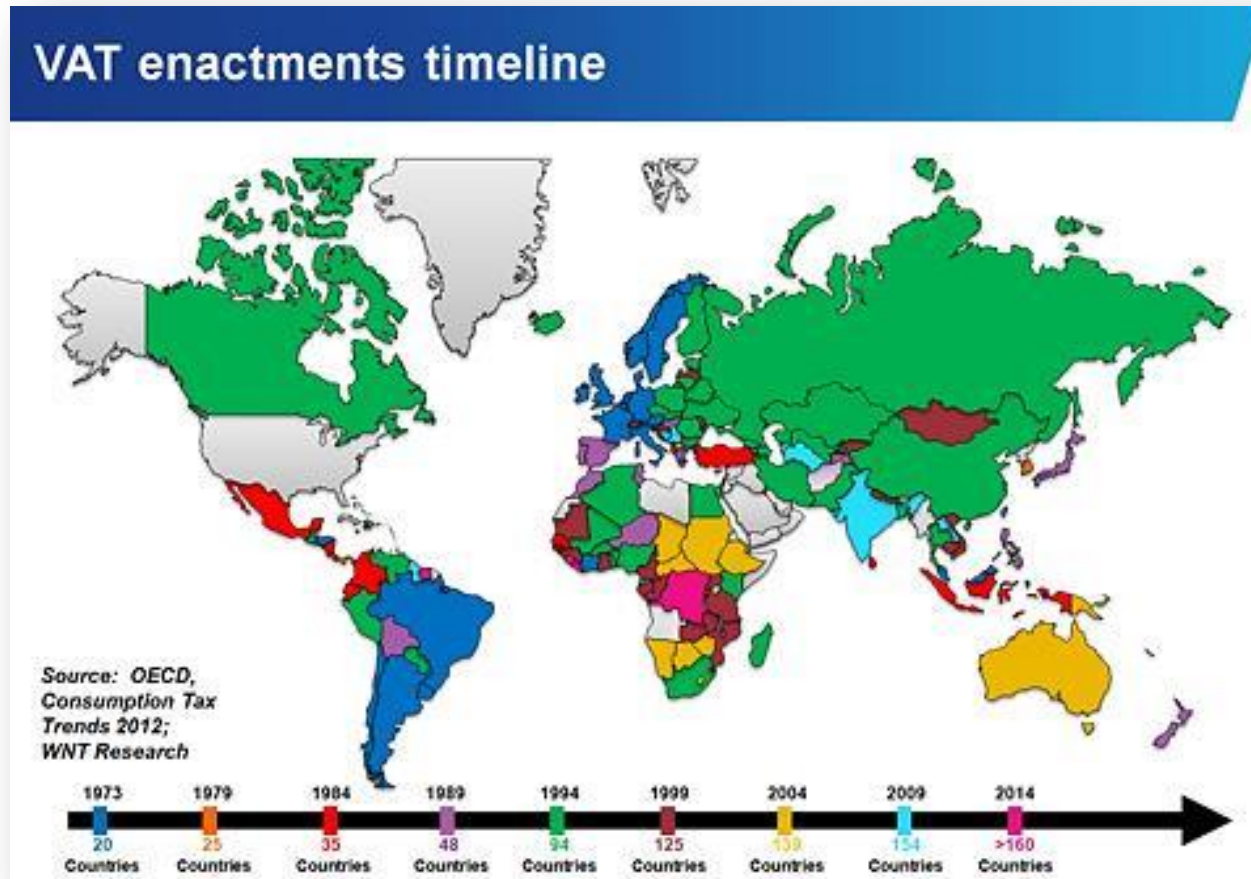 VAT enactments timeline
Source: OECD,
Consumption Tax
Trends 2012;
WNT Research
1973 1979 1984 1989 1994 1999 2004 2009 2014
20 25 35 48 94 125 139 154 >160
Countries Countries Countries Countries Countries Countries Countries Countries Countries